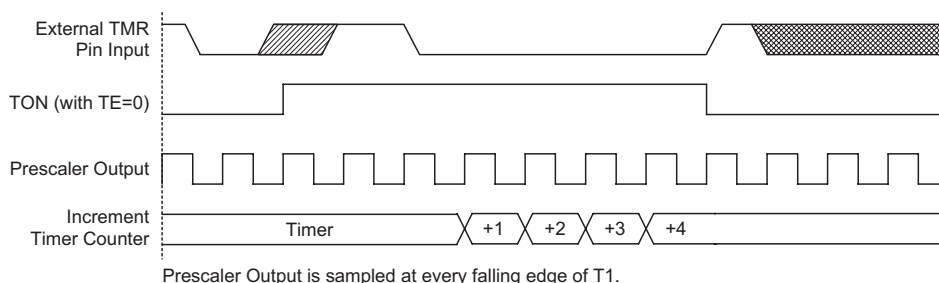 External TMR
Pin Input
TON (with TE=0)
Prescaler Output
Increment
Timer Counter
Timer +1 +2 +3 +4
Prescaler Output is sampled at every falling edge of T1.